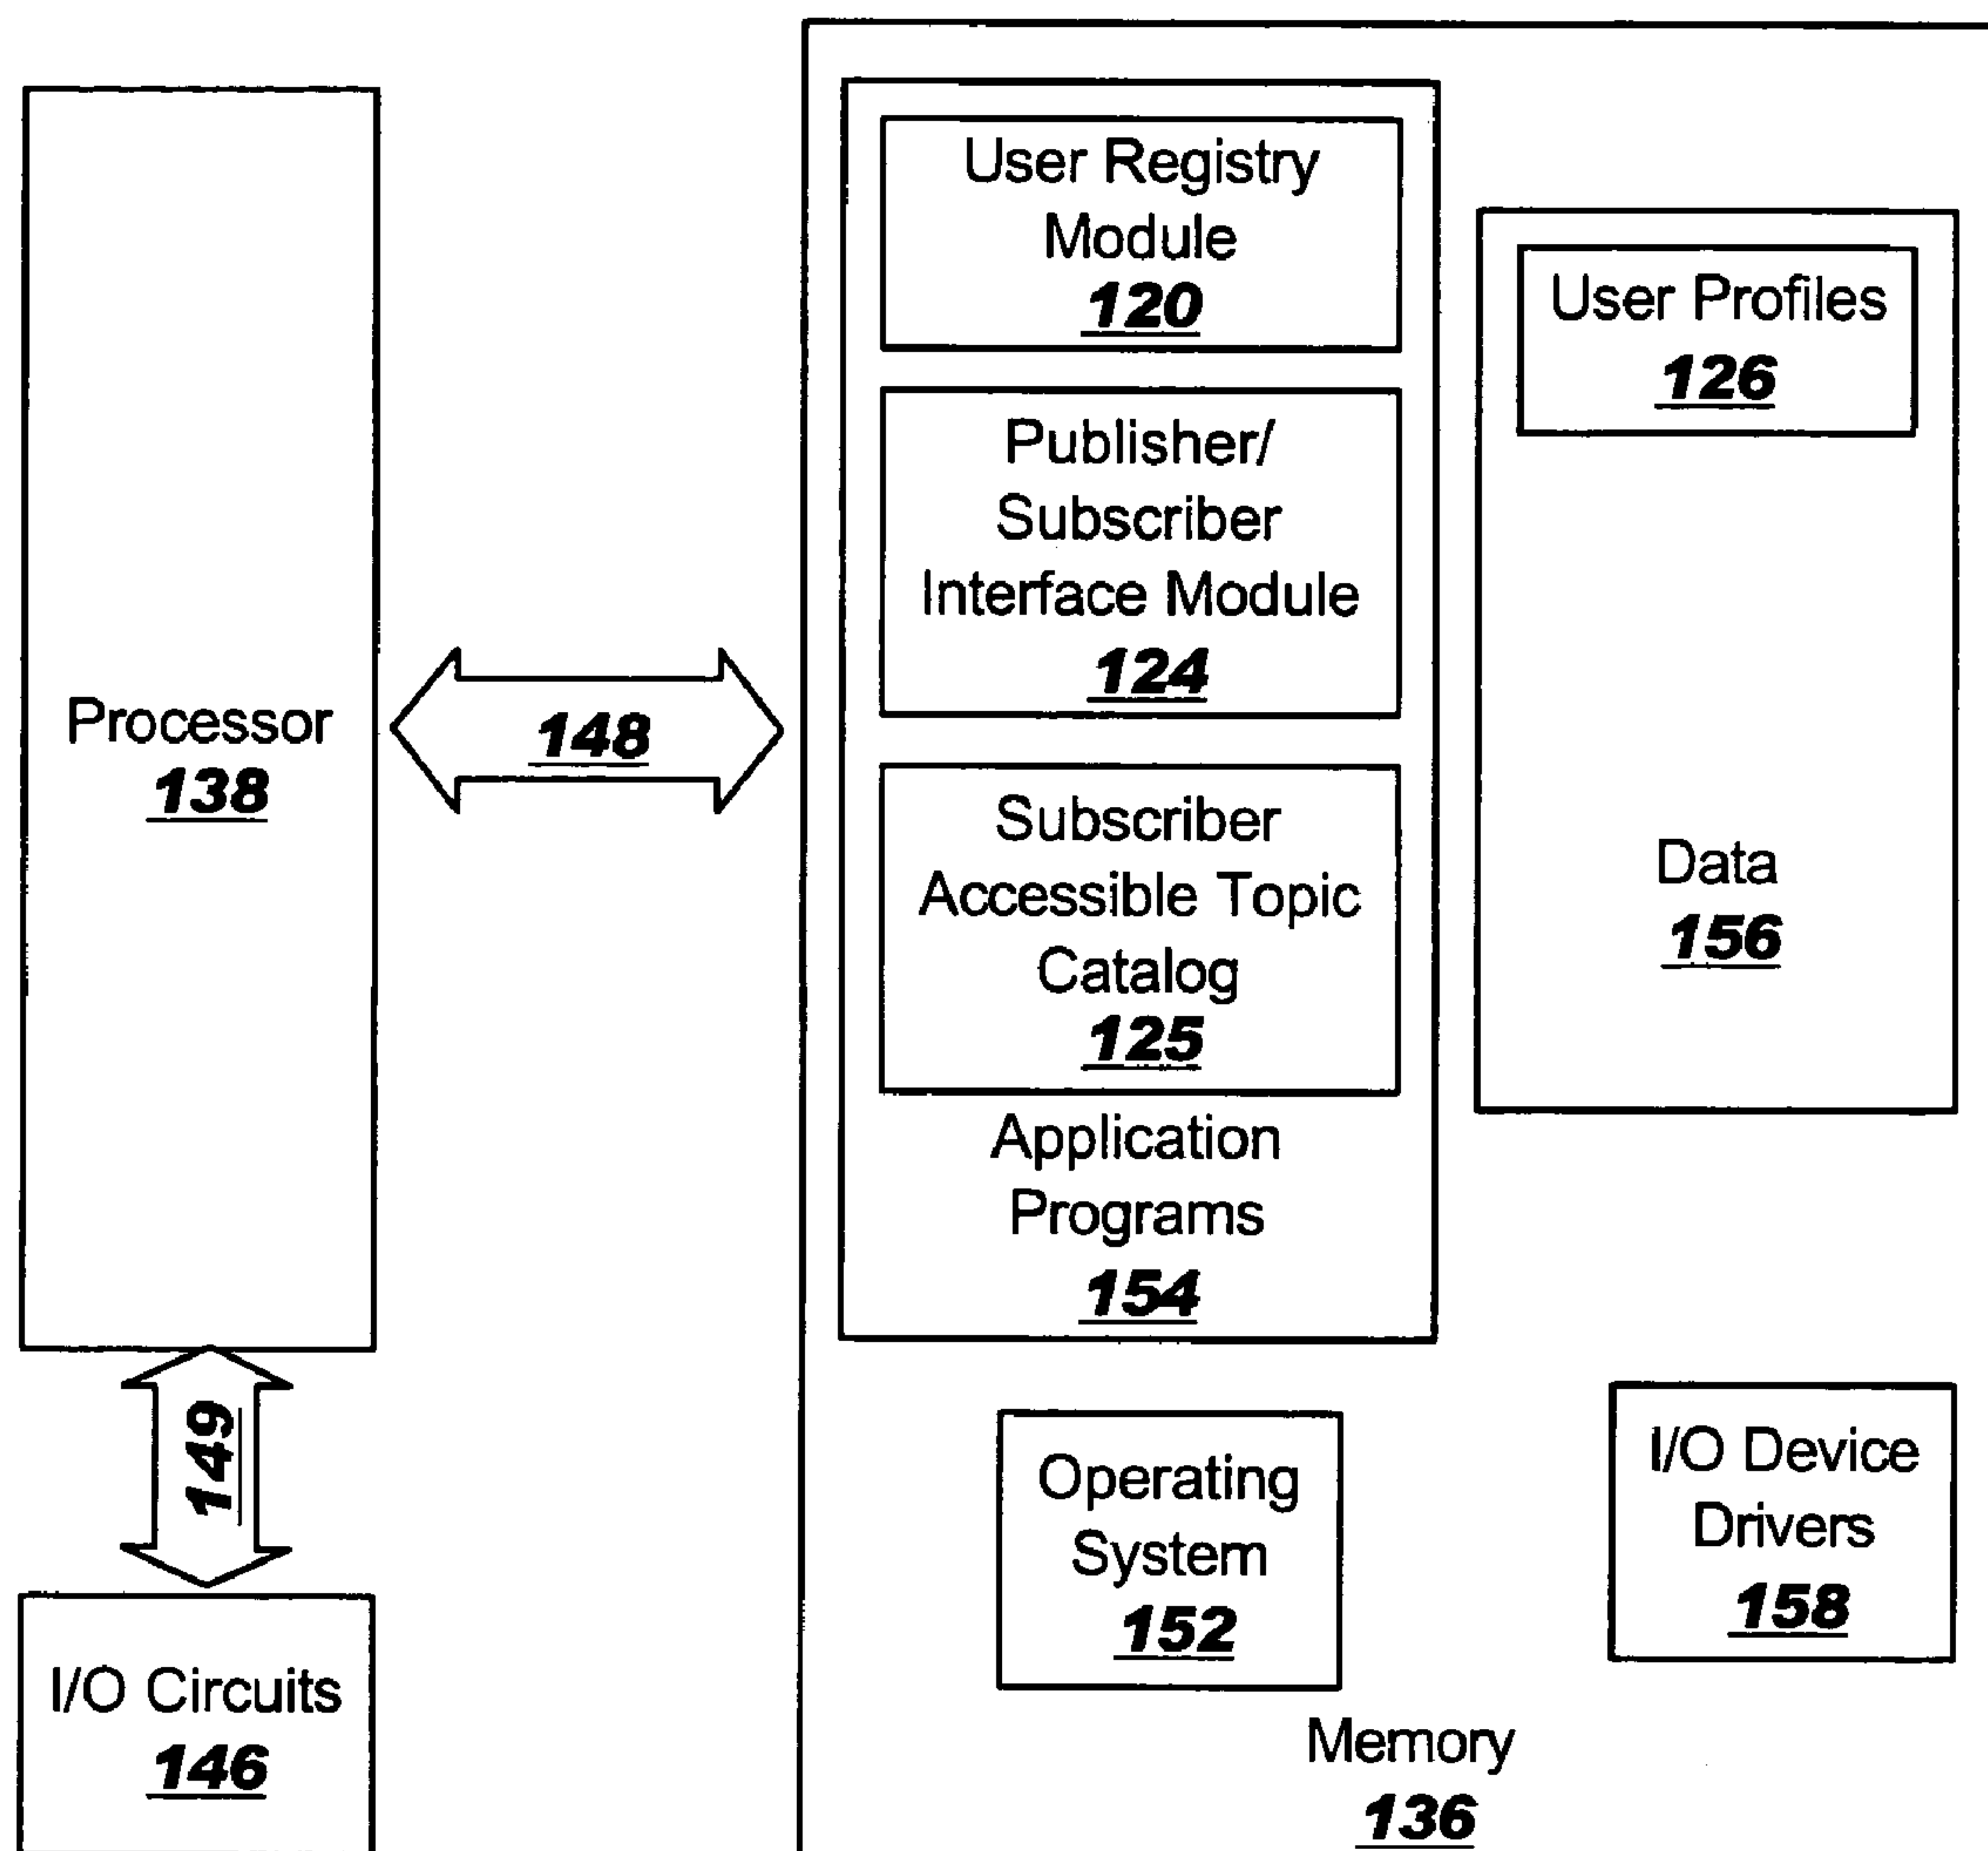 Processor
138
148
149
I/O Circuits
146
User Registry
Module
120
Publisher/
Subscriber
Interface Module
124
Subscriber
Accessible Topic
Catalog
125
Application
Programs
154
User Profiles
126
Data
156
Operating
System
152
I/O Device
Drivers
158
Memory
136